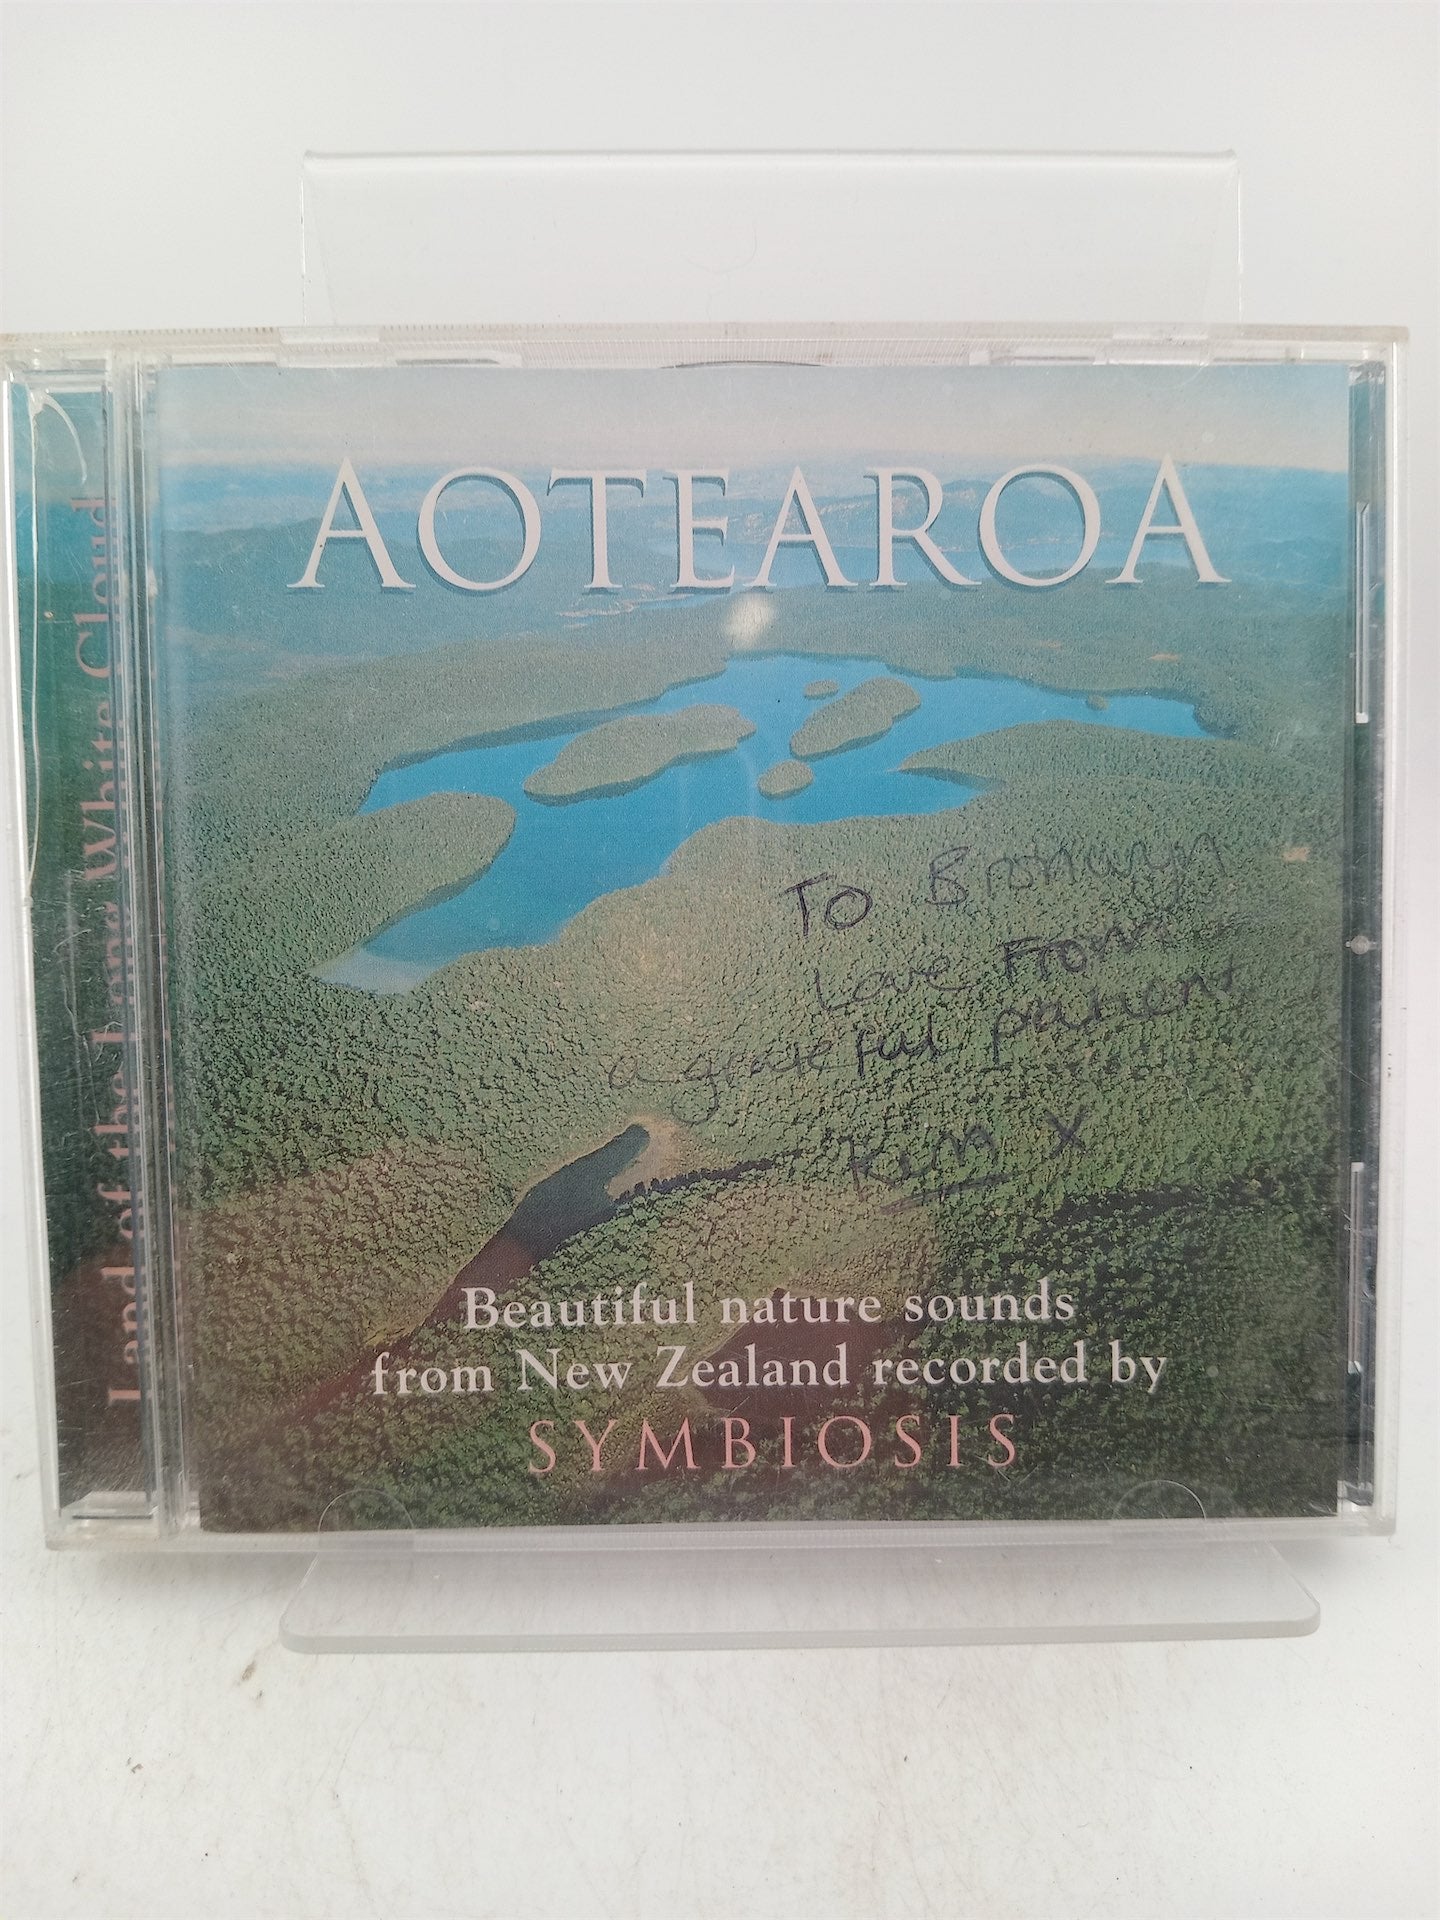 AOTEAROA
Land of the Long White Cloud
To Bronwyn
Love From
a grateful patient
Kim x
Beautiful nature sounds
from New Zealand recorded by
SYMBIOSIS